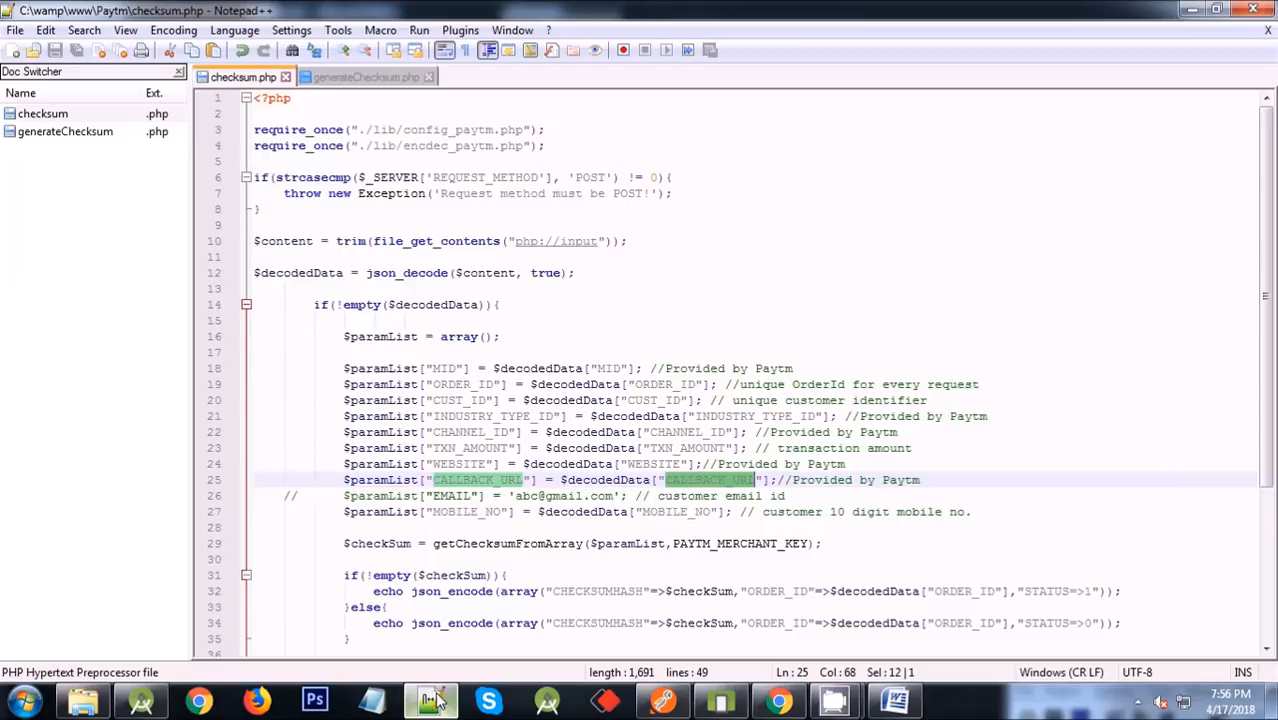 C:\wamp\www\Paytm\checksum.php - Notepad++
File Edit Search View Encoding Language Settings Tools Macro Run Plugins Window ?
Doc Switcher
checksum.php generateChecksum.php
Name Ext.
checksum .php
generateChecksum .php
1 <?php
2
3 require_once("./lib/config_paytm.php");
4 require_once("./lib/encdec_paytm.php");
5
6 if(strcasecmp($_SERVER['REQUEST_METHOD'], 'POST') != 0){
7 throw new Exception('Request method must be POST!');
8 }
9
10 $content = trim(file_get_contents("php://input"));
11
12 $decodedData = json_decode($content, true);
13
14 if(!empty($decodedData)){
15
16 $paramList = array();
17
18 $paramList["MID"] = $decodedData["MID"]; //Provided by Paytm
19 $paramList["ORDER_ID"] = $decodedData["ORDER_ID"]; //unique OrderId for every request
20 $paramList["CUST_ID"] = $decodedData["CUST_ID"]; // unique customer identifier
21 $paramList["INDUSTRY_TYPE_ID"] = $decodedData["INDUSTRY_TYPE_ID"]; //Provided by Paytm
22 $paramList["CHANNEL_ID"] = $decodedData["CHANNEL_ID"]; //Provided by Paytm
23 $paramList["TXN_AMOUNT"] = $decodedData["TXN_AMOUNT"]; // transaction amount
24 $paramList["WEBSITE"] = $decodedData["WEBSITE"];//Provided by Paytm
25 $paramList["CALLBACK_URL"] = $decodedData["CALLBACK_URL"];//Provided by Paytm
26 // $paramList["EMAIL"] = 'abc@gmail.com'; // customer email id
27 $paramList["MOBILE_NO"] = $decodedData["MOBILE_NO"]; // customer 10 digit mobile no.
28
29 $checkSum = getChecksumFromArray($paramList,PAYTM_MERCHANT_KEY);
30
31 if(!empty($checkSum)){
32 echo json_encode(array("CHECKSUMHASH"=>$checkSum,"ORDER_ID"=>$decodedData["ORDER_ID"],"STATUS=>1"));
33 }else{
34 echo json_encode(array("CHECKSUMHASH"=>$checkSum,"ORDER_ID"=>$decodedData["ORDER_ID"],"STATUS=>0"));
35 }
36
PHP Hypertext Preprocessor file length : 1,691 lines : 49 Ln : 25 Col : 68 Sel : 12 | 1 Windows (CR LF) UTF-8 INS
Ps
7:56 PM
4/17/2018